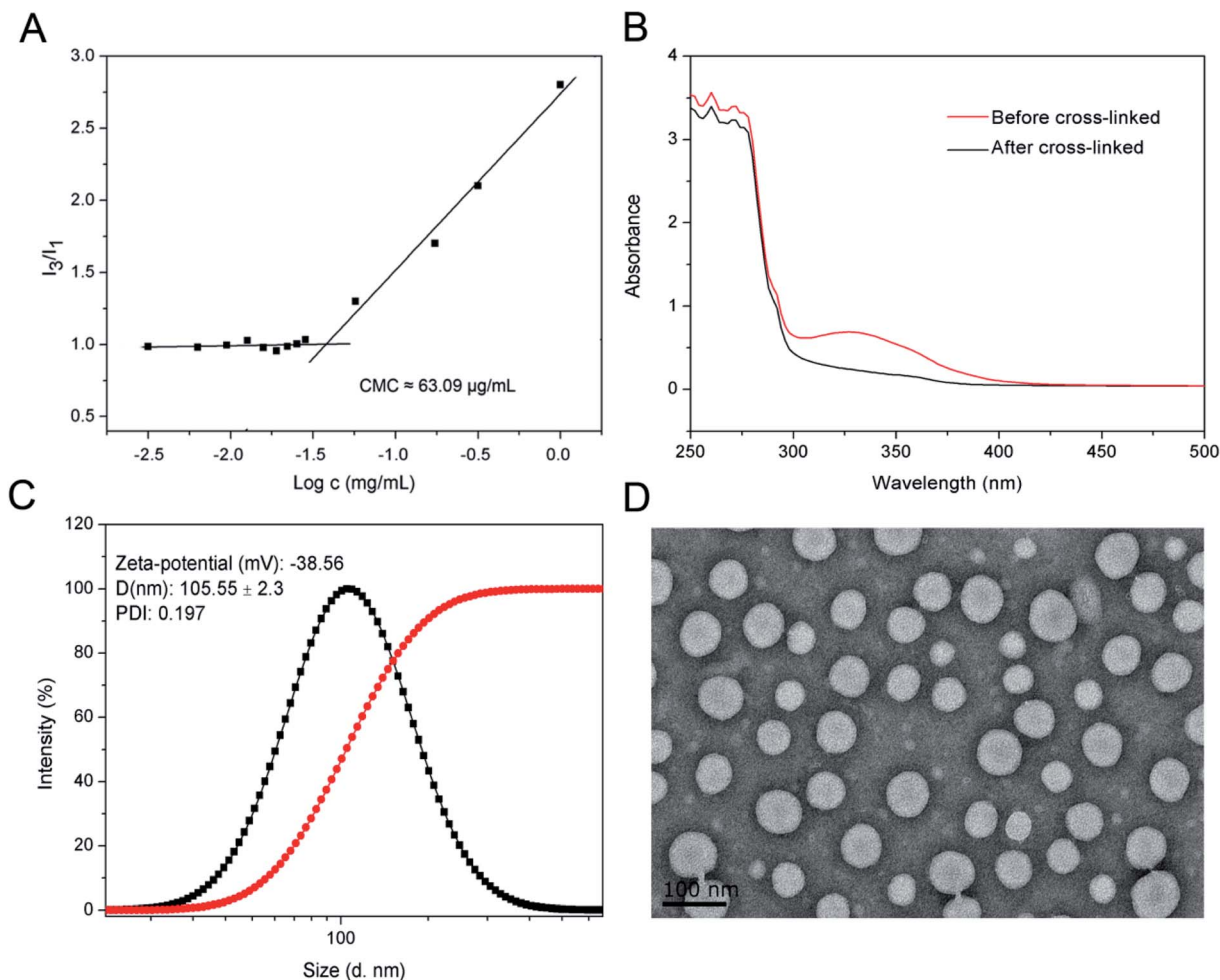 A
3.0
2.5
2.0
1.5
1.0
0.5
I3/I1
CMC ≈ 63.09 µg/mL
-2.5 -2.0 -1.5 -1.0 -0.5 0.0
Log c (mg/mL)
B
4
3
2
1
0
Absorbance
Before cross-linked
After cross-linked
250 300 350 400 450 500
Wavelength (nm)
C
120
100
80
60
40
20
0
Intensity (%)
Zeta-potential (mV): -38.56
D(nm): 105.55 ± 2.3
PDI: 0.197
100
Size (d. nm)
D
100 nm